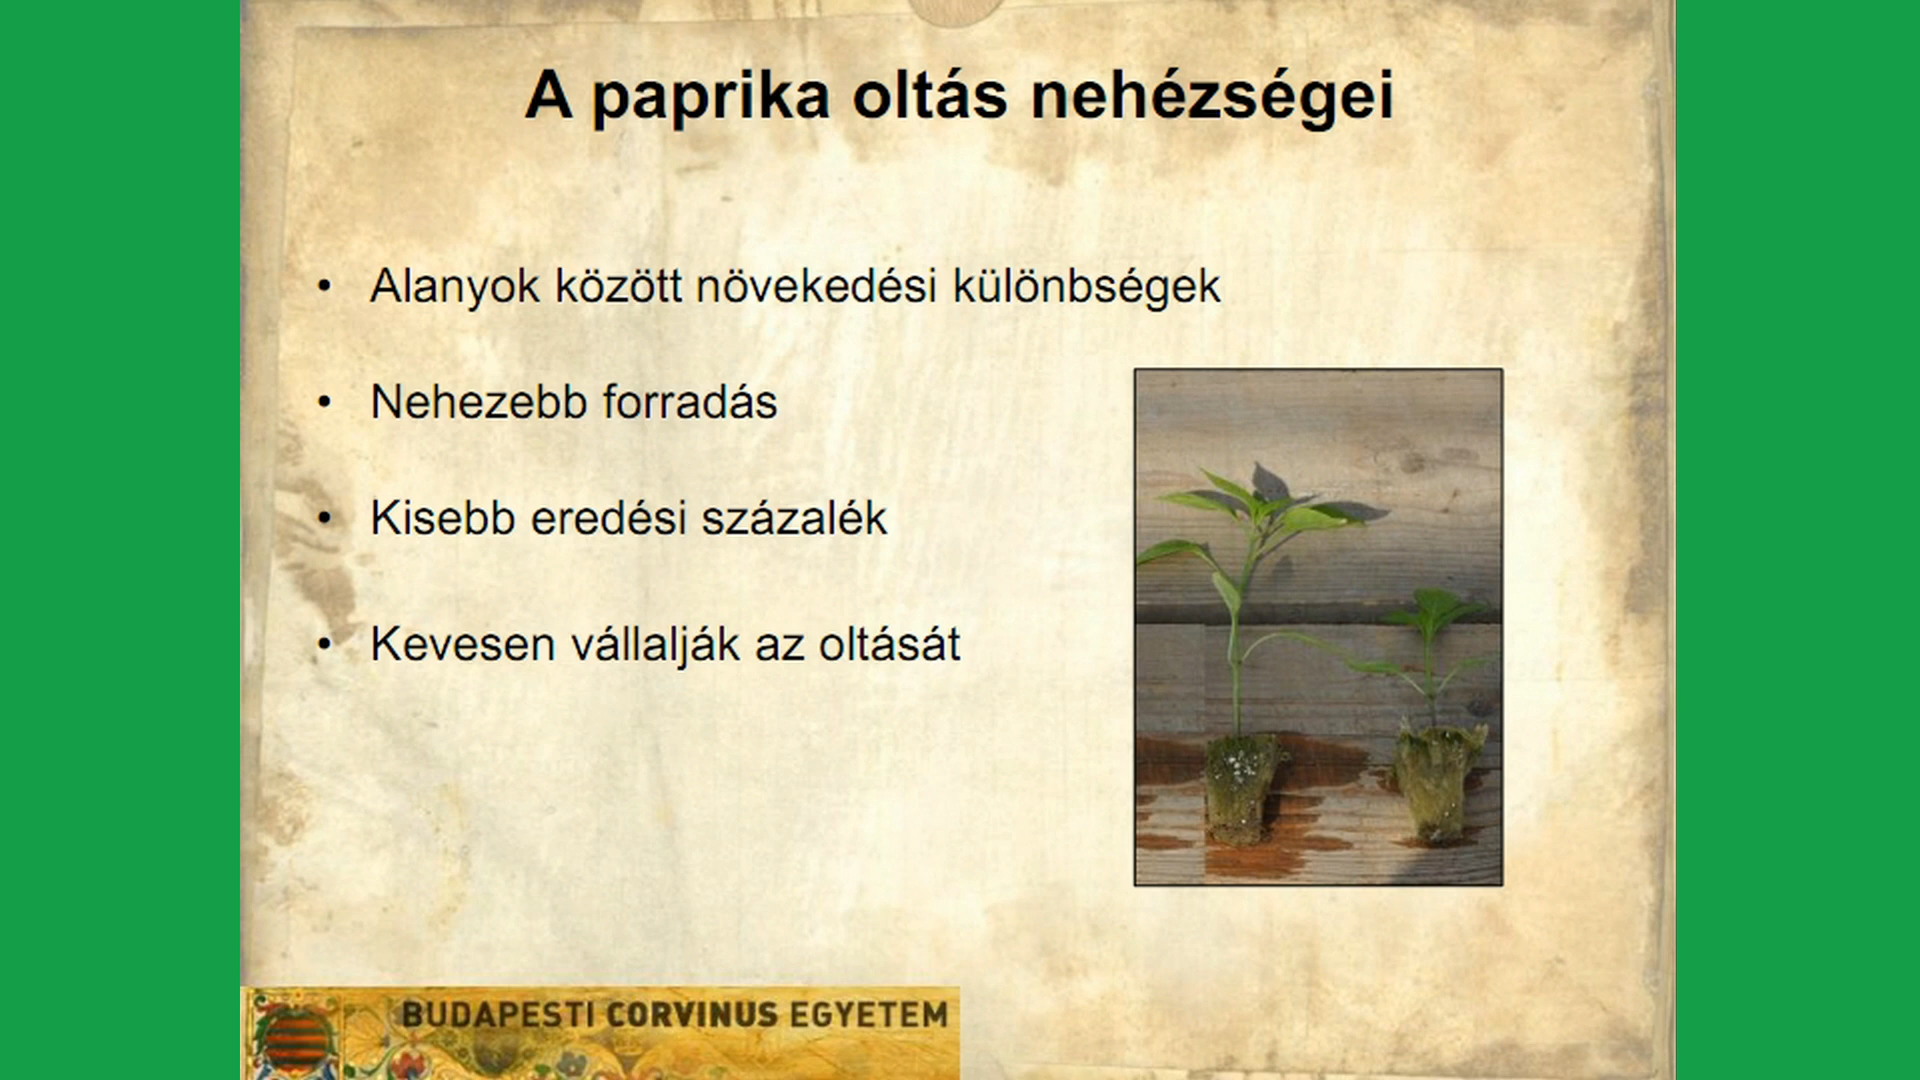 A paprika oltás nehézségei
• Alanyok között növekedési különbségek
• Nehezebb forradás
• Kisebb eredési százalék
• Kevesen vállalják az oltását
BUDAPESTI CORVINUS EGYETEM